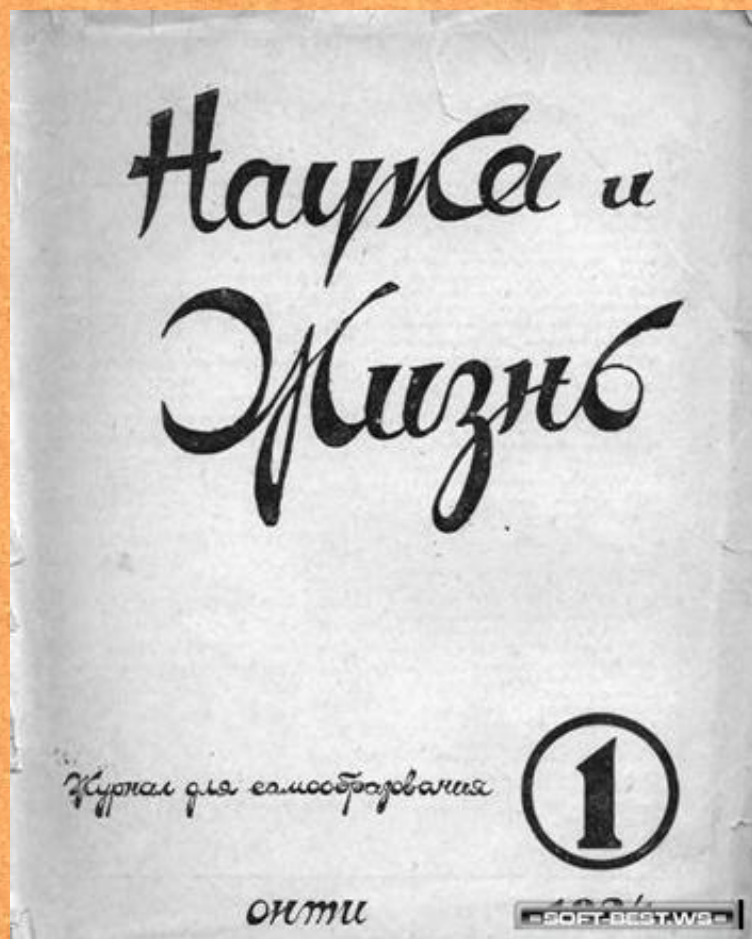 Наука и
Жизнь
Журнал для самообразования
1
онти
SOFT-BEST.WS